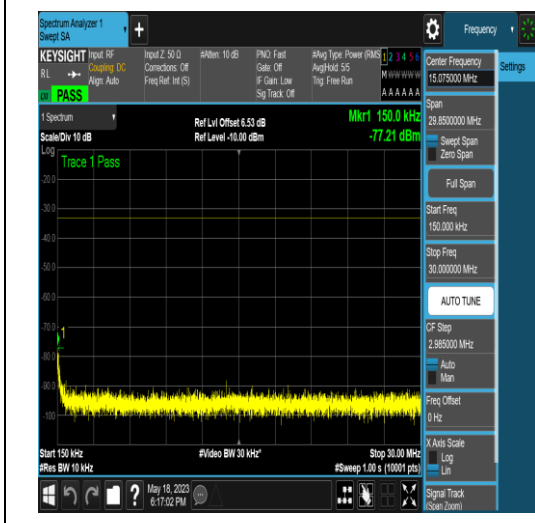 Spectrum Analyzer 1
Swept SA
+
Frequency
KEYSIGHT
RL
PASS
Input: RF
Coupling: DC
Align: Auto
Input Z: 50 Ω
Corrections: Off
Freq Ref: Int (S)
#Atten: 10 dB
PNO: Fast
Gate: Off
IF Gain: Low
Sig Track: Off
#Avg Type: Power (RMS
Avg|Hold: 5/5
Trig: Free Run
1 2 3 4 5 6
M W W W W W
A A A A A A
Center Frequency
15.075000 MHz
Settings
Span
29.8500000 MHz
Swept Span
Zero Span
Full Span
Start Freq
150.000 kHz
Stop Freq
30.000000 MHz
AUTO TUNE
CF Step
2.985000 MHz
Auto
Man
Freq Offset
0 Hz
X Axis Scale
Log
Lin
Signal Track
(Span Zoom)
1 Spectrum
Scale/Div 10 dB
Ref Lvl Offset 6.53 dB
Ref Level -10.00 dBm
Mkr1 150.0 kHz
-77.21 dBm
Log
Trace 1 Pass
-20.0
-30.0
-40.0
-50.0
-60.0
-70.0
1
-80.0
-90.0
-100
Start 150 kHz
#Res BW 10 kHz
#Video BW 30 kHz*
Stop 30.00 MHz
#Sweep 1.00 s (10001 pts)
?
May 18, 2023
6:17:02 PM